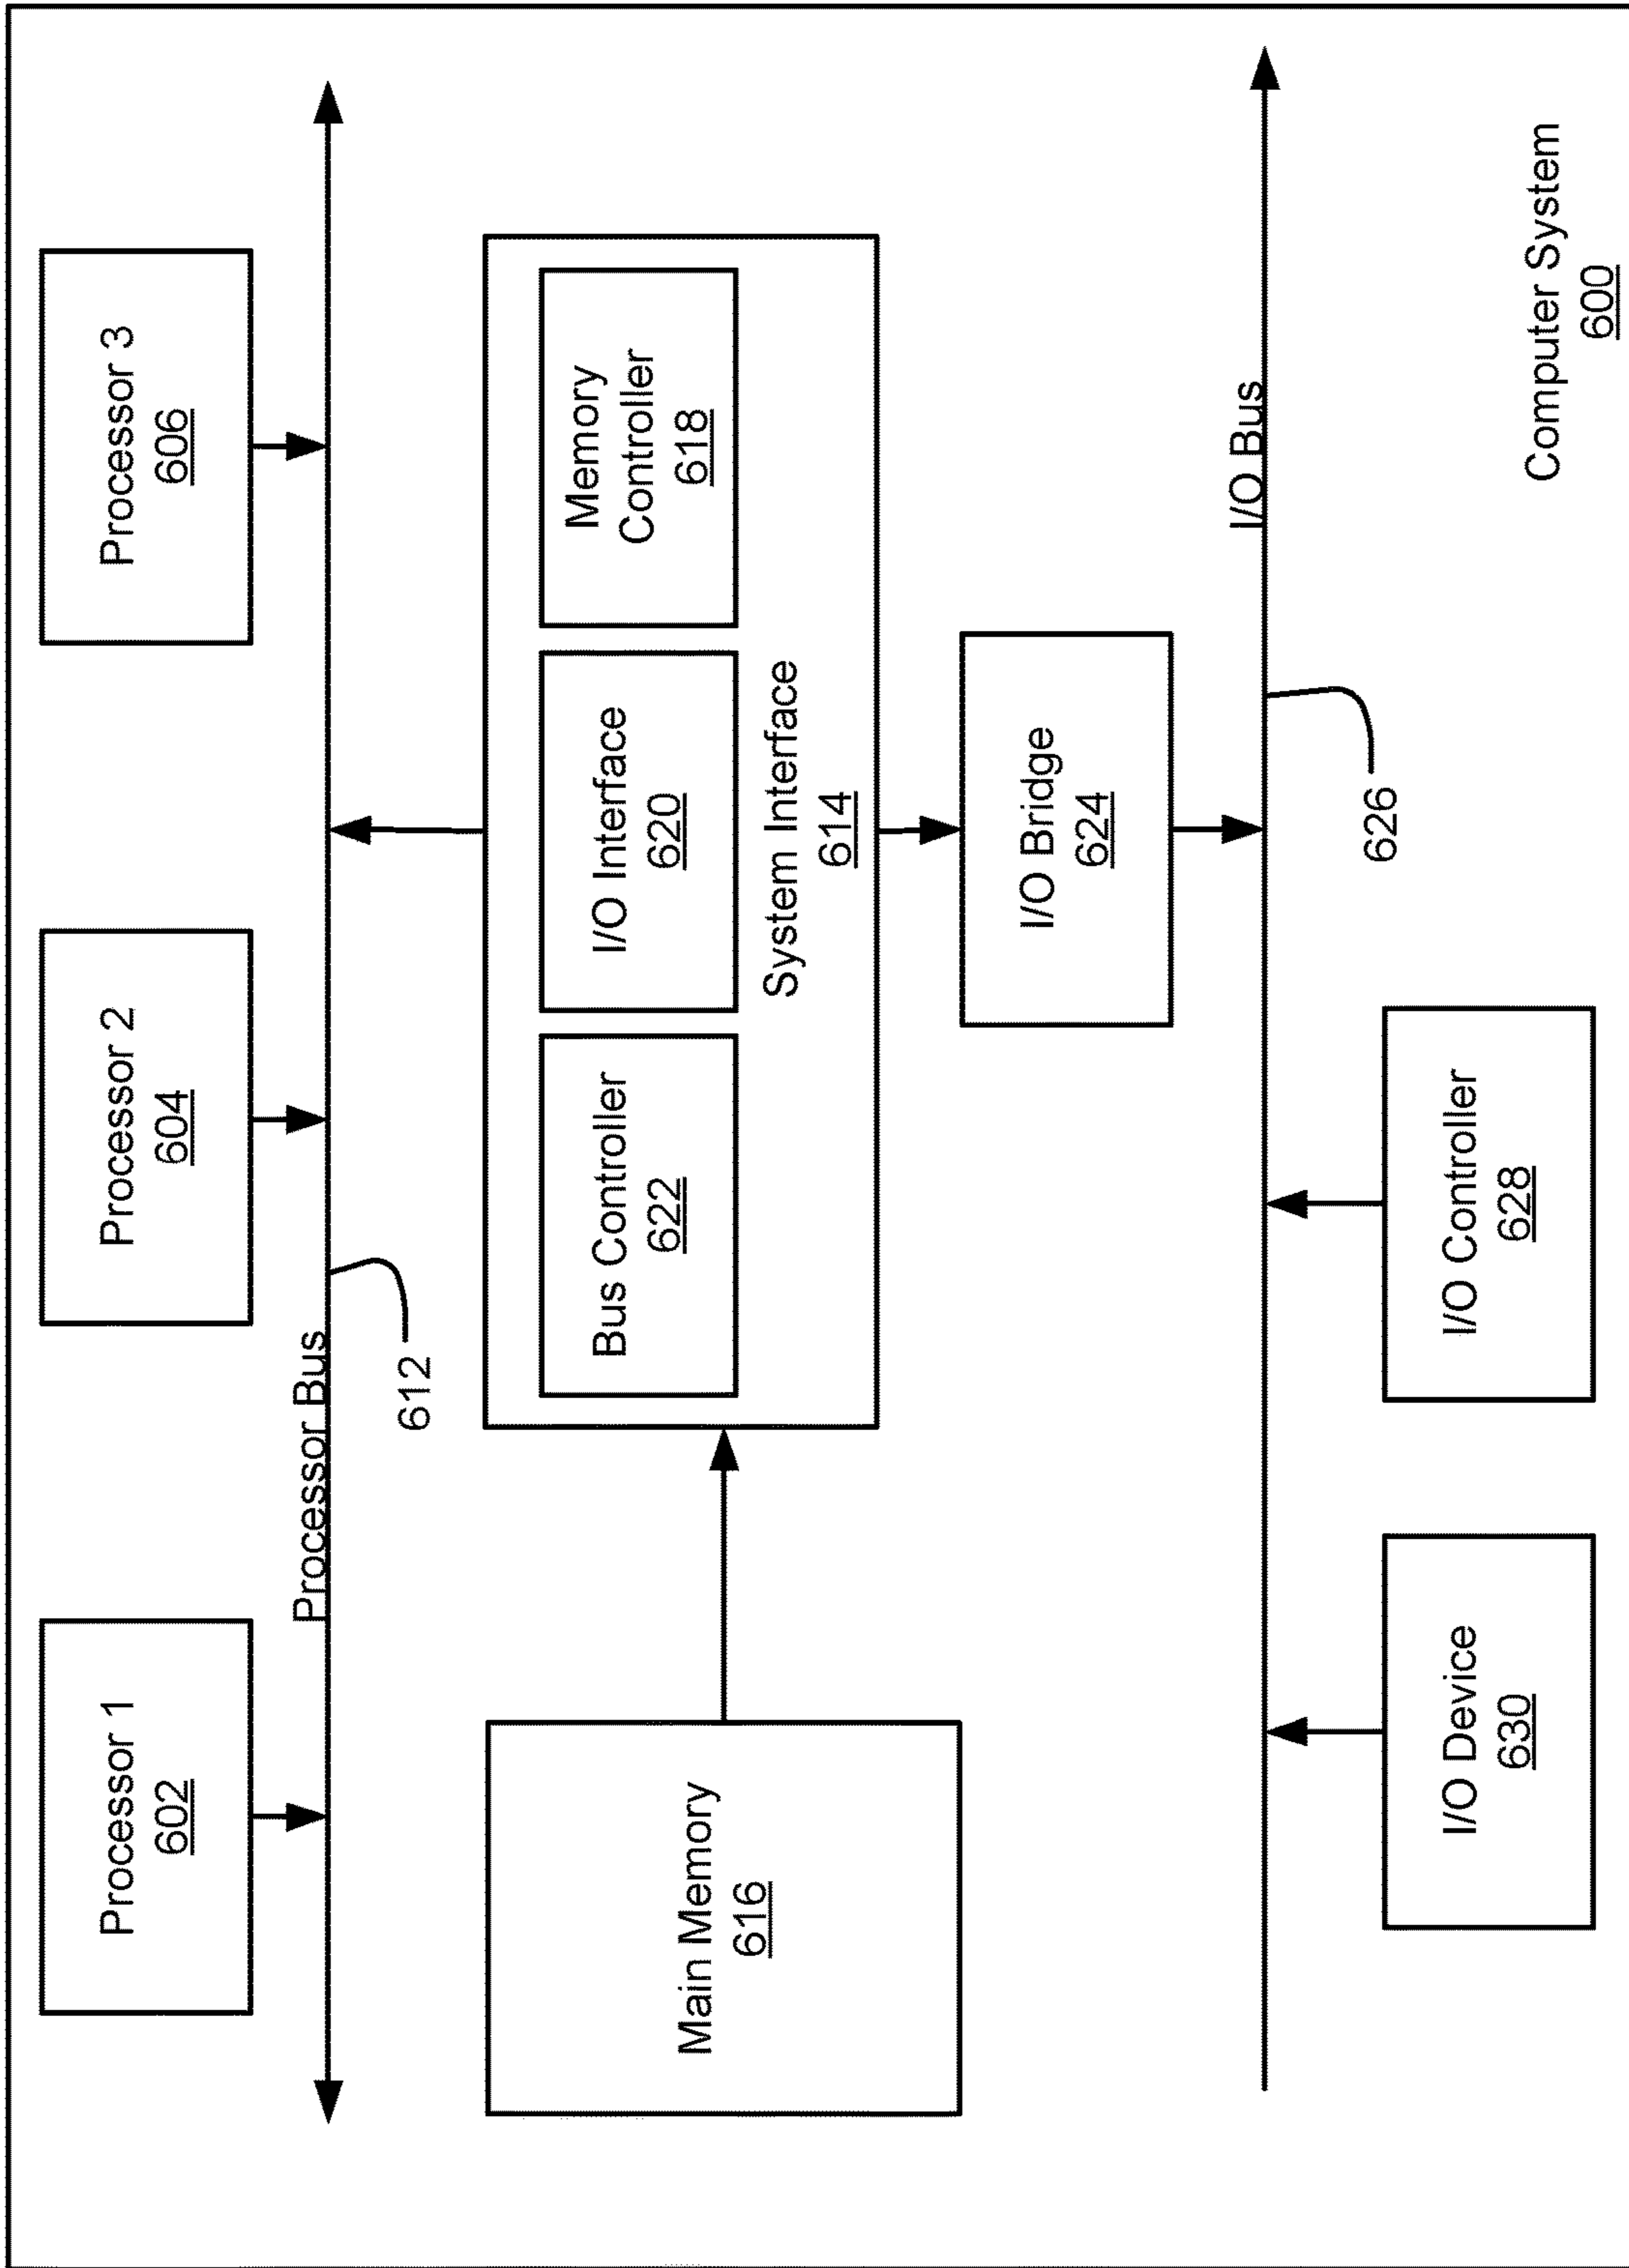 Processor 1
602
Processor 2
604
Processor 3
606
Processor Bus
612
Main Memory
616
Bus Controller
622
I/O Interface
620
Memory
Controller
618
System Interface
614
I/O Bridge
624
I/O Bus
626
I/O Device
630
I/O Controller
628
Computer System
600